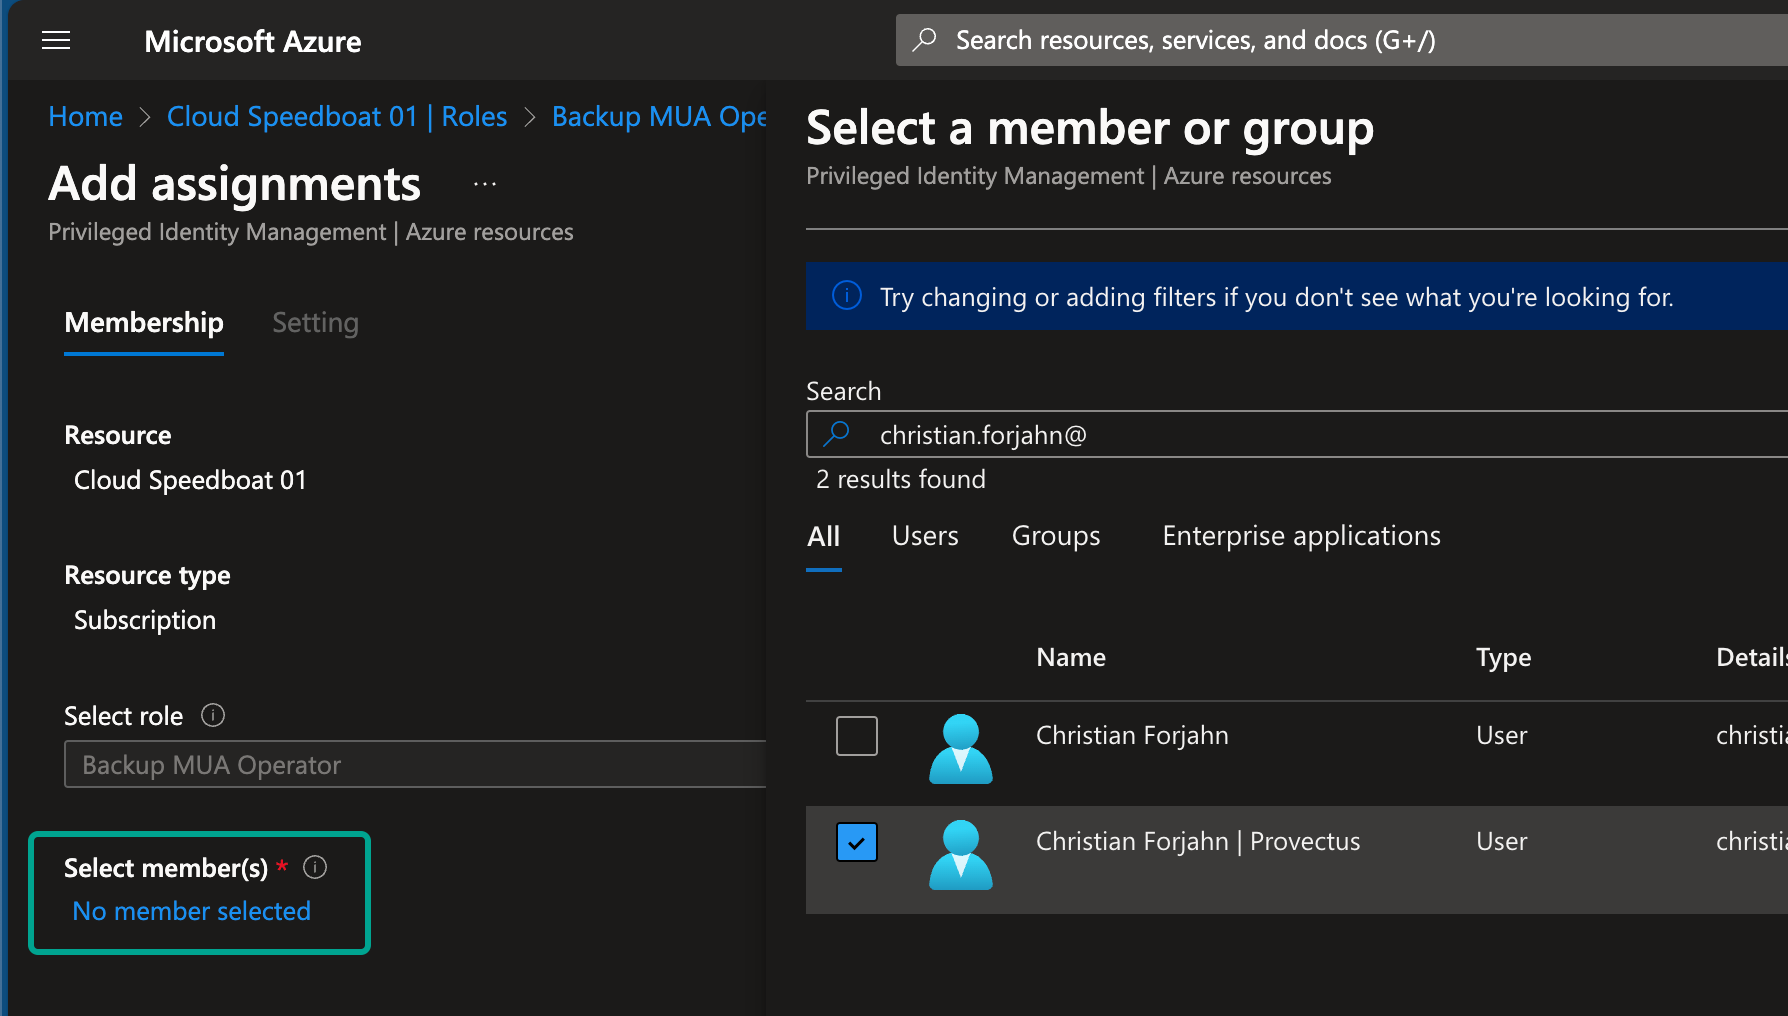 Microsoft Azure
Search resources, services, and docs (G+/)
Home > Cloud Speedboat 01 | Roles > Backup MUA Ope
Add assignments ...
Privileged Identity Management | Azure resources
Membership Setting
Resource
Cloud Speedboat 01
Resource type
Subscription
Select role
Backup MUA Operator
Select member(s) *
No member selected
Select a member or group
Privileged Identity Management | Azure resources
Try changing or adding filters if you don't see what you're looking for.
Search
christian.forjahn@
2 results found
All Users Groups Enterprise applications
Name Type Details
Christian Forjahn User christia
Christian Forjahn | Provectus User christia